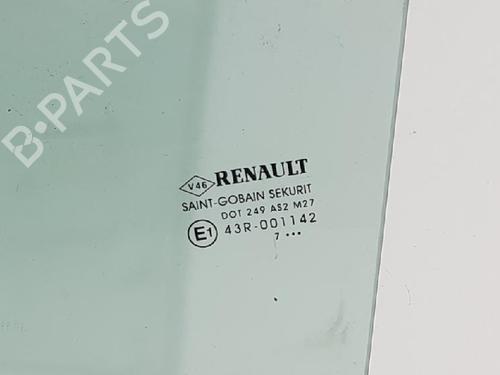 B-PARTS
V46 RENAULT
SAINT-GOBAIN SEKURIT
DOT 249 AS2 M27
E1 43R-001142
7 •••